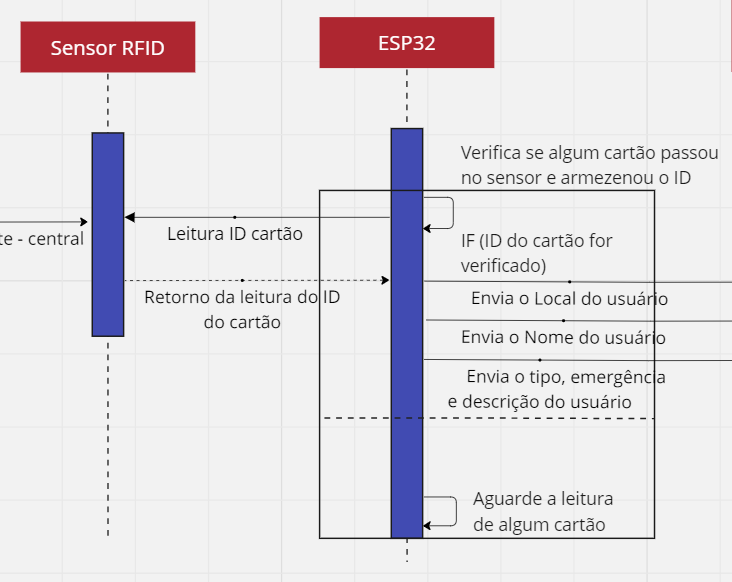 Sensor RFID
ESP32
Verifica se algum cartão passou
no sensor e armezenou o ID
te - central
Leitura ID cartão
IF (ID do cartão for
verificado)
Retorno da leitura do ID
do cartão
Envia o Local do usuário
Envia o Nome do usuário
Envia o tipo, emergência
e descrição do usuário
Aguarde a leitura
de algum cartão